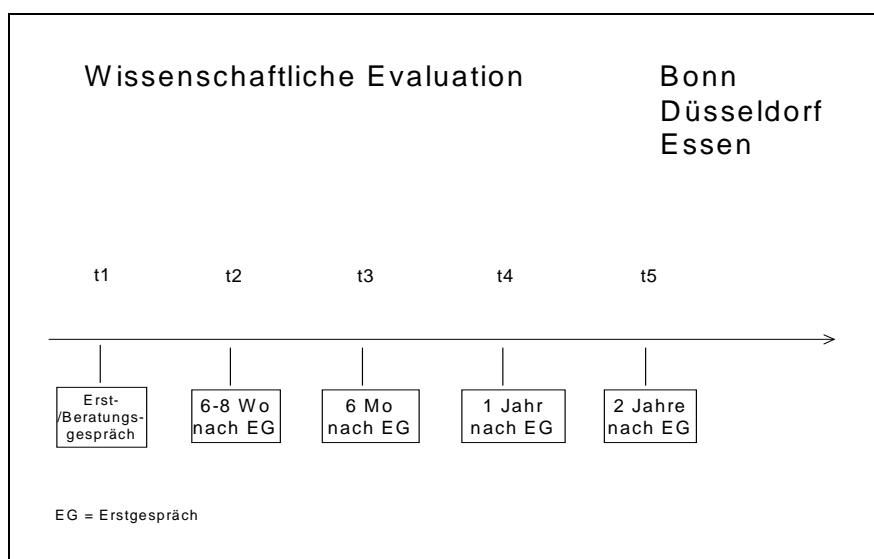 Wissenschaftliche Evaluation
Bonn
Düsseldorf
Essen
t1
t2
t3
t4
t5
Erst-
/Beratungs-
gespräch
6-8 Wo
nach EG
6 Mo
nach EG
1 Jahr
nach EG
2 Jahre
nach EG
EG = Erstgespräch